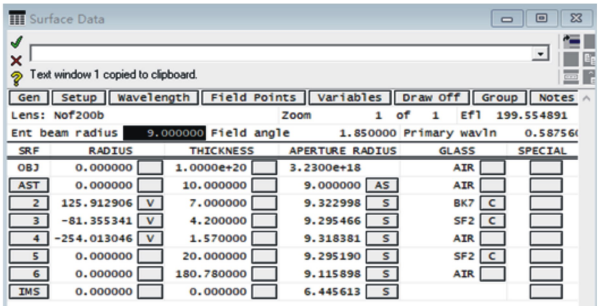 Surface Data
Text window 1 copied to clipboard.
Gen Setup Wavelength Field Points Variables Draw Off Group Notes
Lens: Nof200b Zoom 1 of 1 Efl 199.554891
Ent beam radius 9.000000 Field angle 1.850000 Primary wavln 0.58756
SRF RADIUS THICKNESS APERTURE RADIUS GLASS SPECIAL
OBJ 0.000000 1.0000e+20 3.2300e+18 AIR
AST 0.000000 10.000000 9.000000 AS AIR
2 125.912906 V 7.000000 9.322998 S BK7 C
3 -81.355341 V 4.200000 9.295466 S SF2 C
4 -254.013046 V 1.570000 9.318381 S AIR
5 0.000000 20.000000 9.295190 S SF2 C
6 0.000000 180.780000 9.115898 S AIR
IMS 0.000000 0.000000 6.445613 S